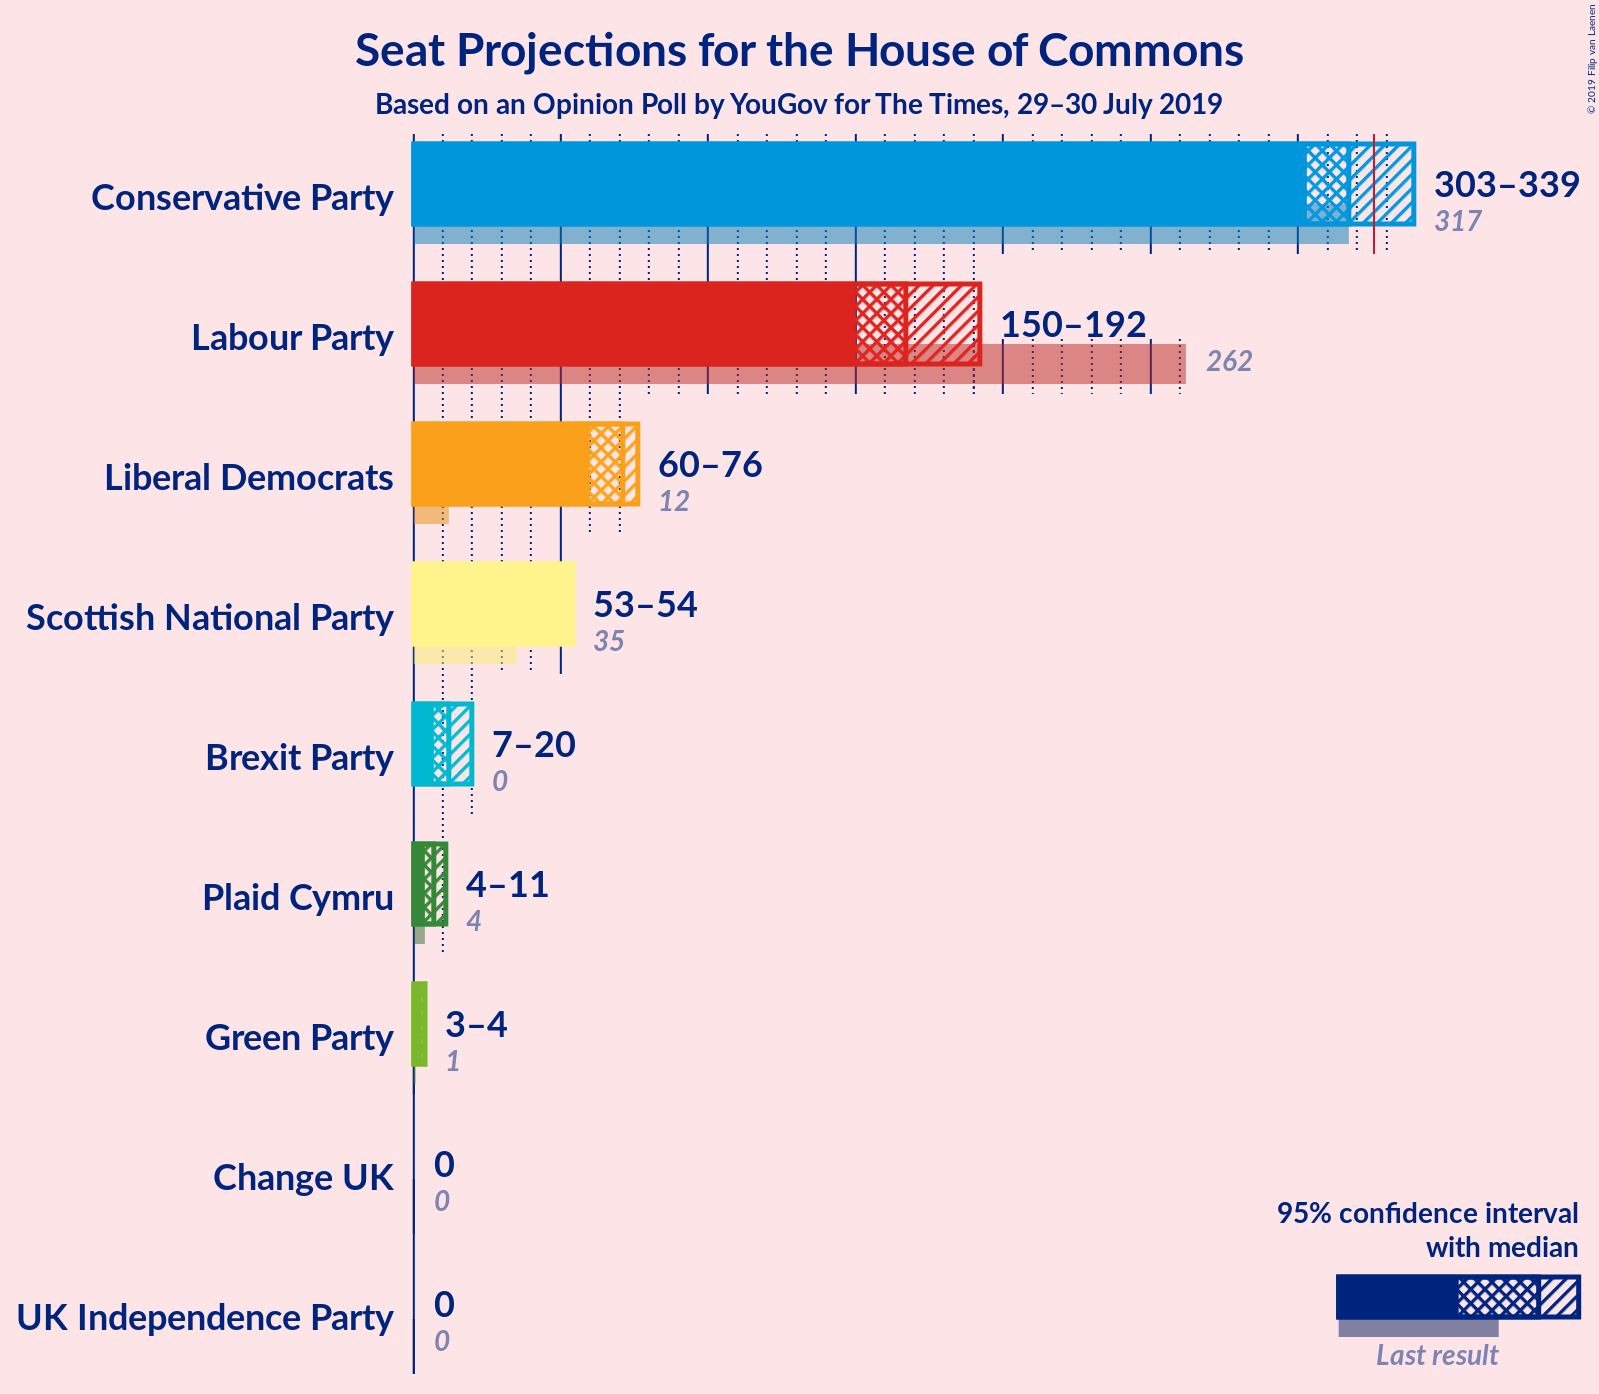 © 2019 Filip van Laenen
Seat Projections for the House of Commons
Based on an Opinion Poll by YouGov for The Times, 29–30 July 2019
Conservative Party
303–339
317
Labour Party
150–192
262
Liberal Democrats
60–76
12
Scottish National Party
53–54
35
Brexit Party
7–20
0
Plaid Cymru
4–11
4
Green Party
3–4
1
Change UK
0
0
UK Independence Party
0
0
95% confidence interval
with median
Last result